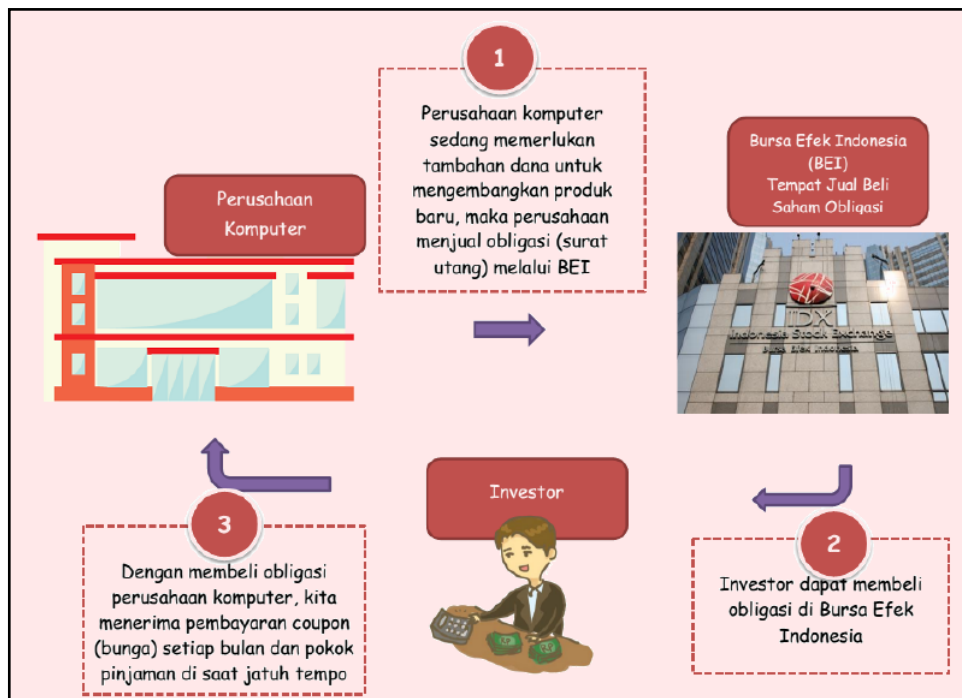 1
Perusahaan komputer
sedang memerlukan
tambahan dana untuk
mengembangkan produk
baru, maka perusahaan
menjual obligasi (surat
utang) melalui BEI
Perusahaan
Komputer
Bursa Efek Indonesia
(BEI)
Tempat Jual Beli
Saham Obligasi
IDX
Indonesia Stock Exchange
Bursa Efek Indonesia
Investor
3
Dengan membeli obligasi
perusahaan komputer, kita
menerima pembayaran coupon
(bunga) setiap bulan dan pokok
pinjaman di saat jatuh tempo
2
Investor dapat membeli
obligasi di Bursa Efek
Indonesia